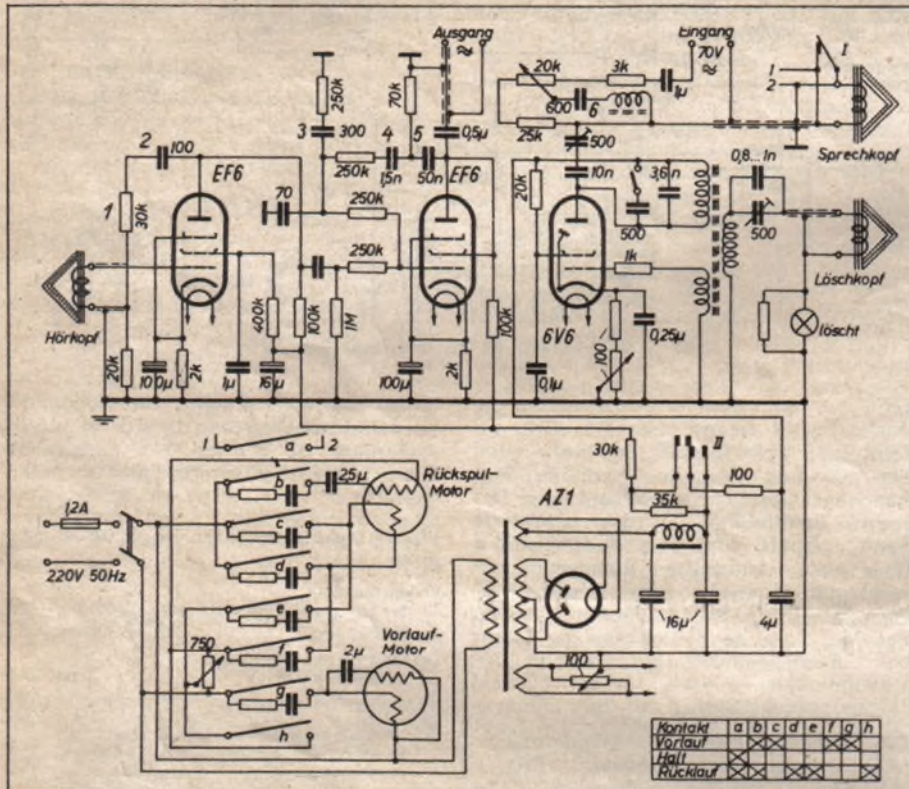 Ausgang
≈
Eingang
70V
≈
I
1
2
20k
3k
1μ
250k
70k
600
6
2
100
3
300
4
5
0,5μ
25k
500
Sprechkopf
EF6
250k
1,5n
50n
EF6
10n
3,6n
0,8...1n
1
30k
70
250k
20k
500
500
250k
1k
Löschkopf
400k
100k
1M
100k
6V6
0,25μ
löscht
Hörkopf
20k
100μ
2k
1μ
16μ
100μ
2k
0,1μ
100
1
a
2
30k
II
100
b
25μ
Rückspul-
Motor
AZ1
35k
1,2A
c
220V 50Hz
d
e
16μ
4μ
750
f
Vorlauf-
Motor
2μ
g
100
h
Kontakt a b c d e f g h
Vorlauf
Halt
Rücklauf